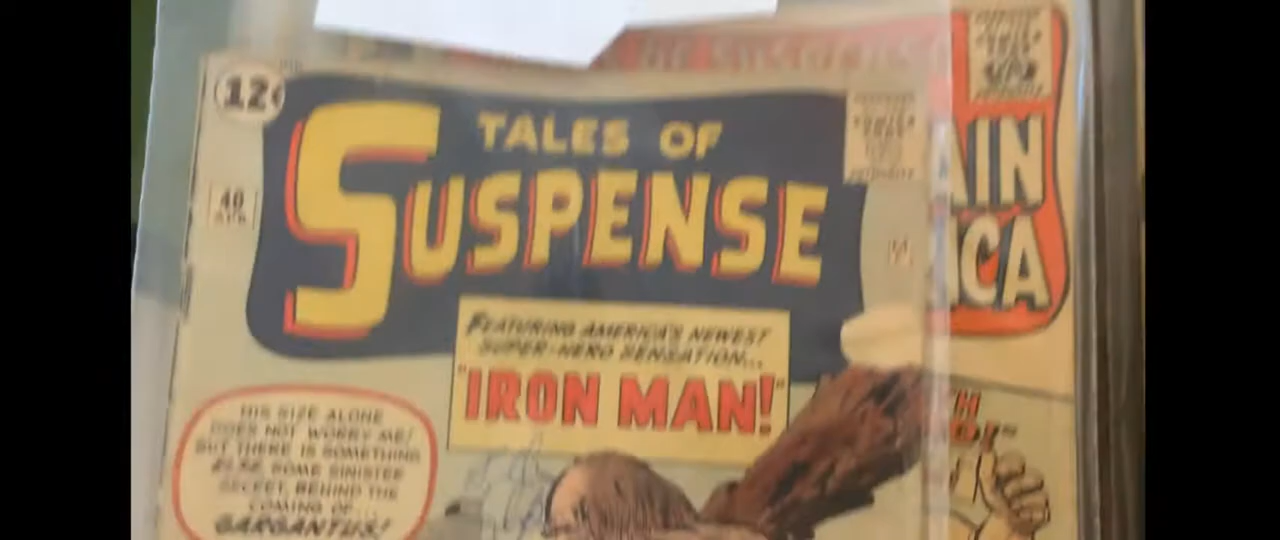 12¢
TALES OF
SUSPENSE
40
APR.
AIN
ICA
FEATURING AMERICA'S NEWEST
SUPER-HERO SENSATION...
"IRON MAN!"
HIS SIZE ALONE
DOES NOT WORRY ME!
BUT THERE IS SOMETHING
ELSE, SOME SINISTER
SECRET, BEHIND THE
COMING OF...
GARGANTUS!